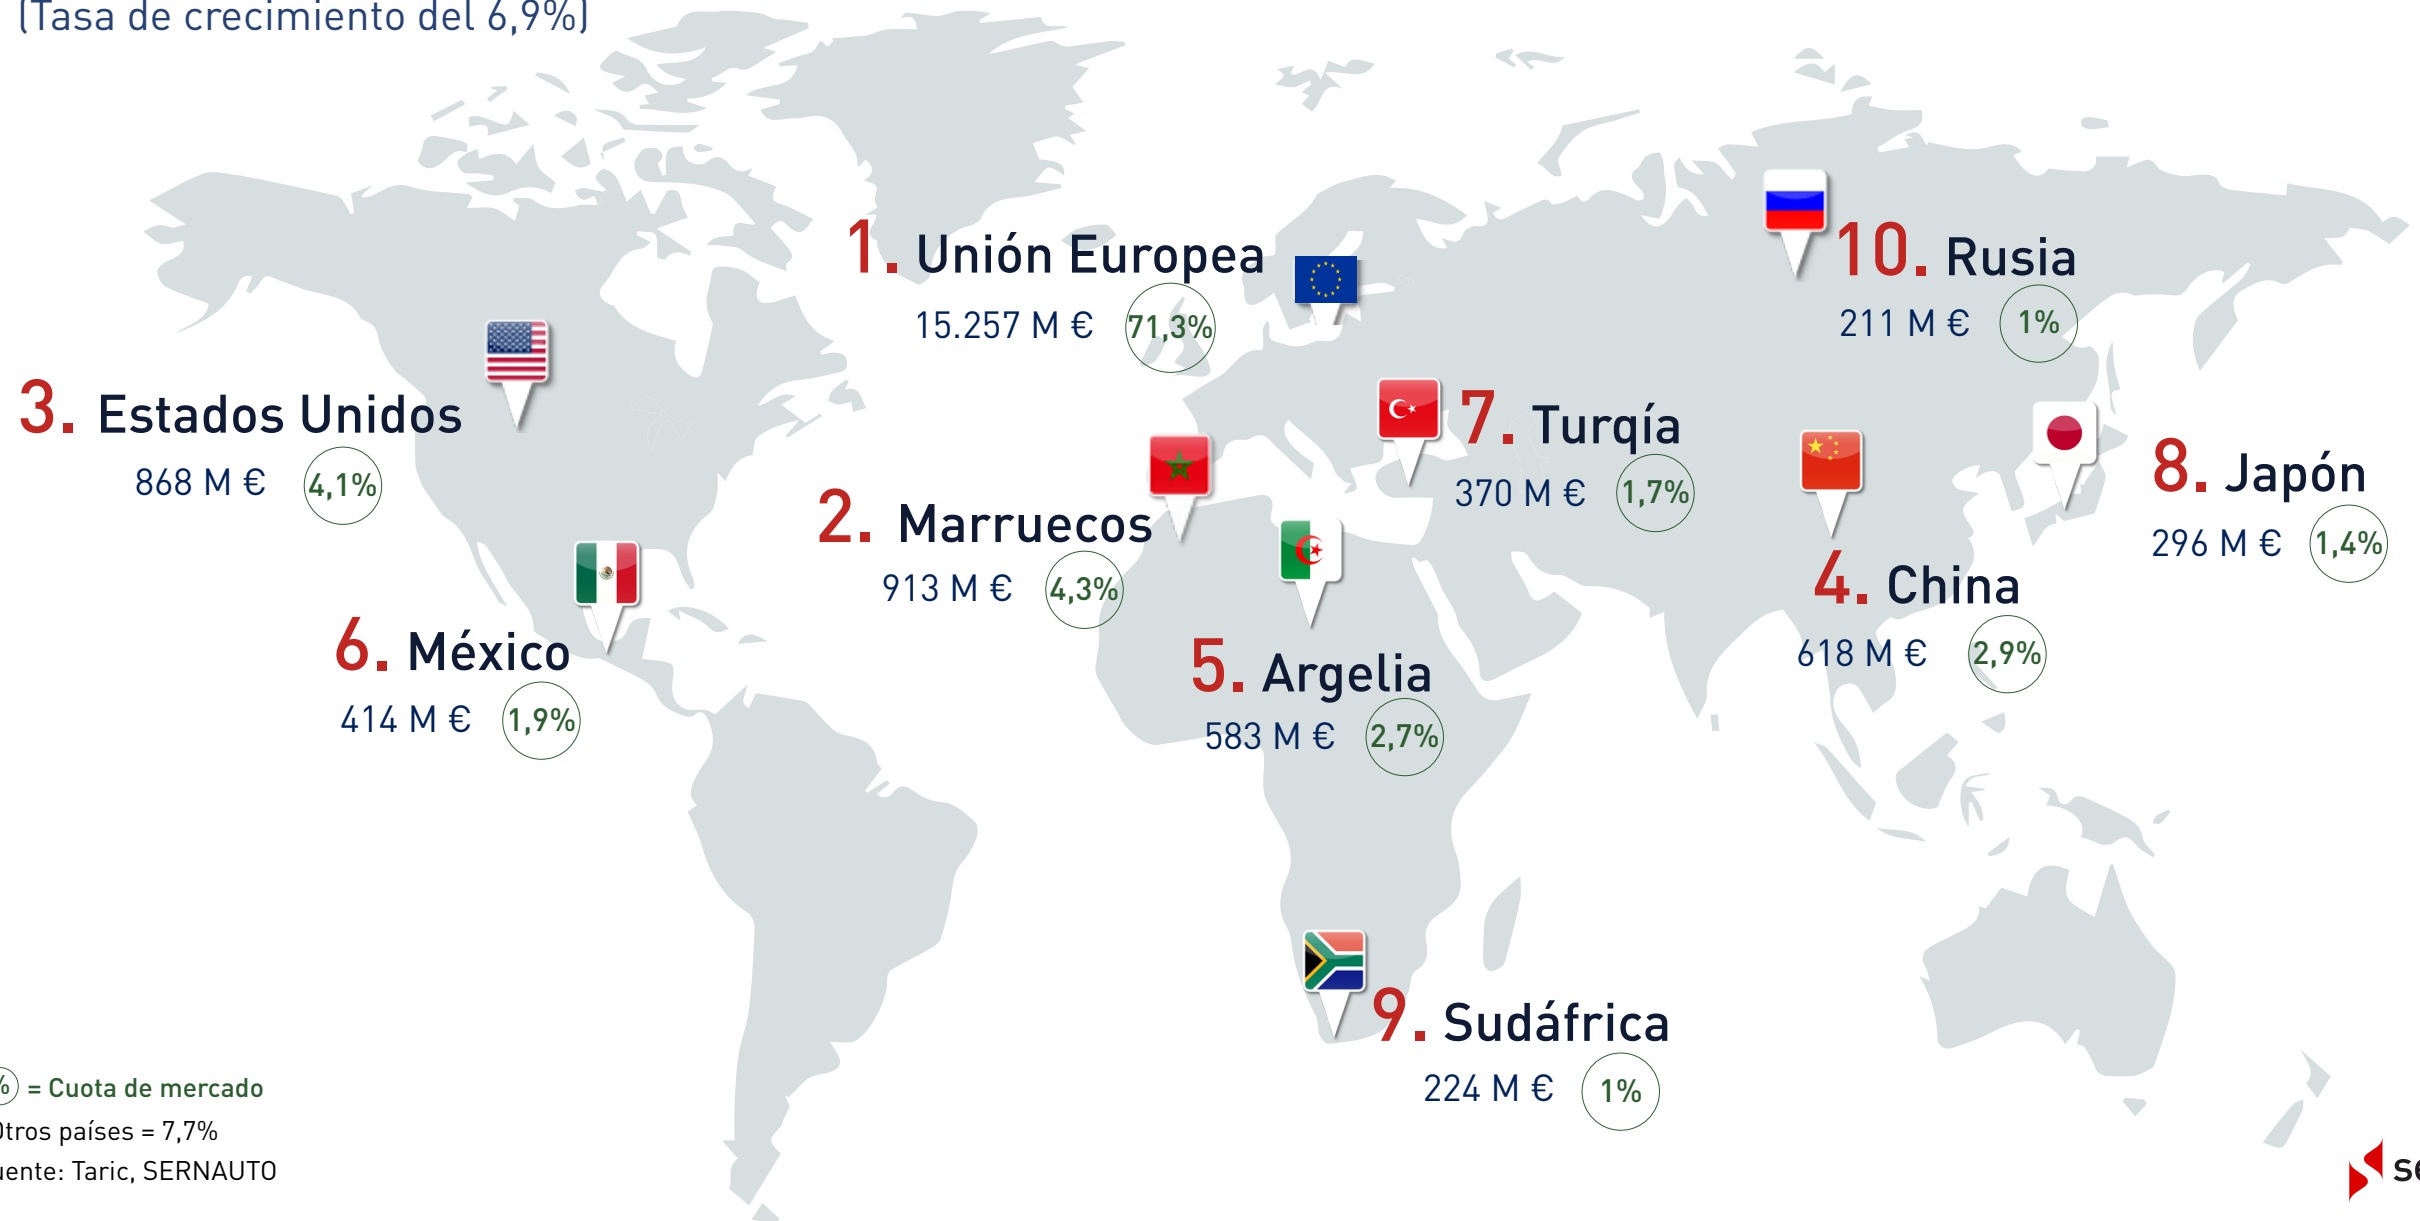 (Tasa de crecimiento del 6,9%)
1. Unión Europea
15.257 M € 71,3%
10. Rusia
211 M € 1%
3. Estados Unidos
868 M € 4,1%
7. Turqía
370 M € 1,7%
8. Japón
296 M € 1,4%
2. Marruecos
913 M € 4,3%
4. China
618 M € 2,9%
6. México
414 M € 1,9%
5. Argelia
583 M € 2,7%
9. Sudáfrica
224 M € 1%
% = Cuota de mercado
Otros países = 7,7%
uente: Taric, SERNAUTO
se